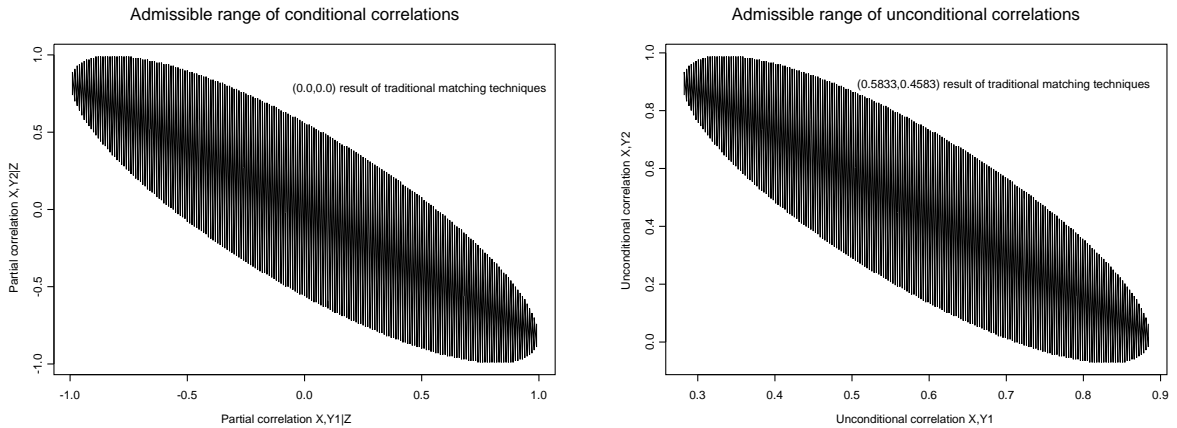 Admissible range of conditional correlations
1.0
0.5
0.0
-0.5
-1.0
Partial correlation X,Y2|Z
(0.0,0.0) result of traditional matching techniques
-1.0 -0.5 0.0 0.5 1.0
Partial correlation X,Y1|Z
Admissible range of unconditional correlations
1.0
0.8
0.6
0.4
0.2
0.0
Unconditional correlation X,Y2
(0.5833,0.4583) result of traditional matching techniques
0.3 0.4 0.5 0.6 0.7 0.8 0.9
Unconditional correlation X,Y1